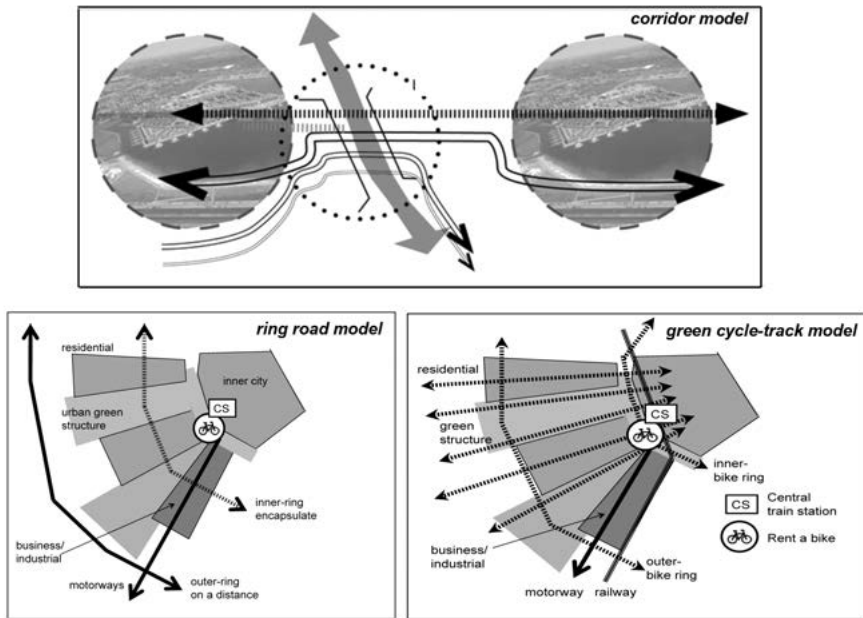 corridor model
ring road model
residential
inner city
CS
urban green
structure
inner-ring
encapsulate
business/
industrial
outer-ring
on a distance
motorways
green cycle-track model
residential
CS
green
structure
inner-
bike ring
CS
Central
train station
Rent a bike
business/
industrial
outer-
bike ring
motorway
railway